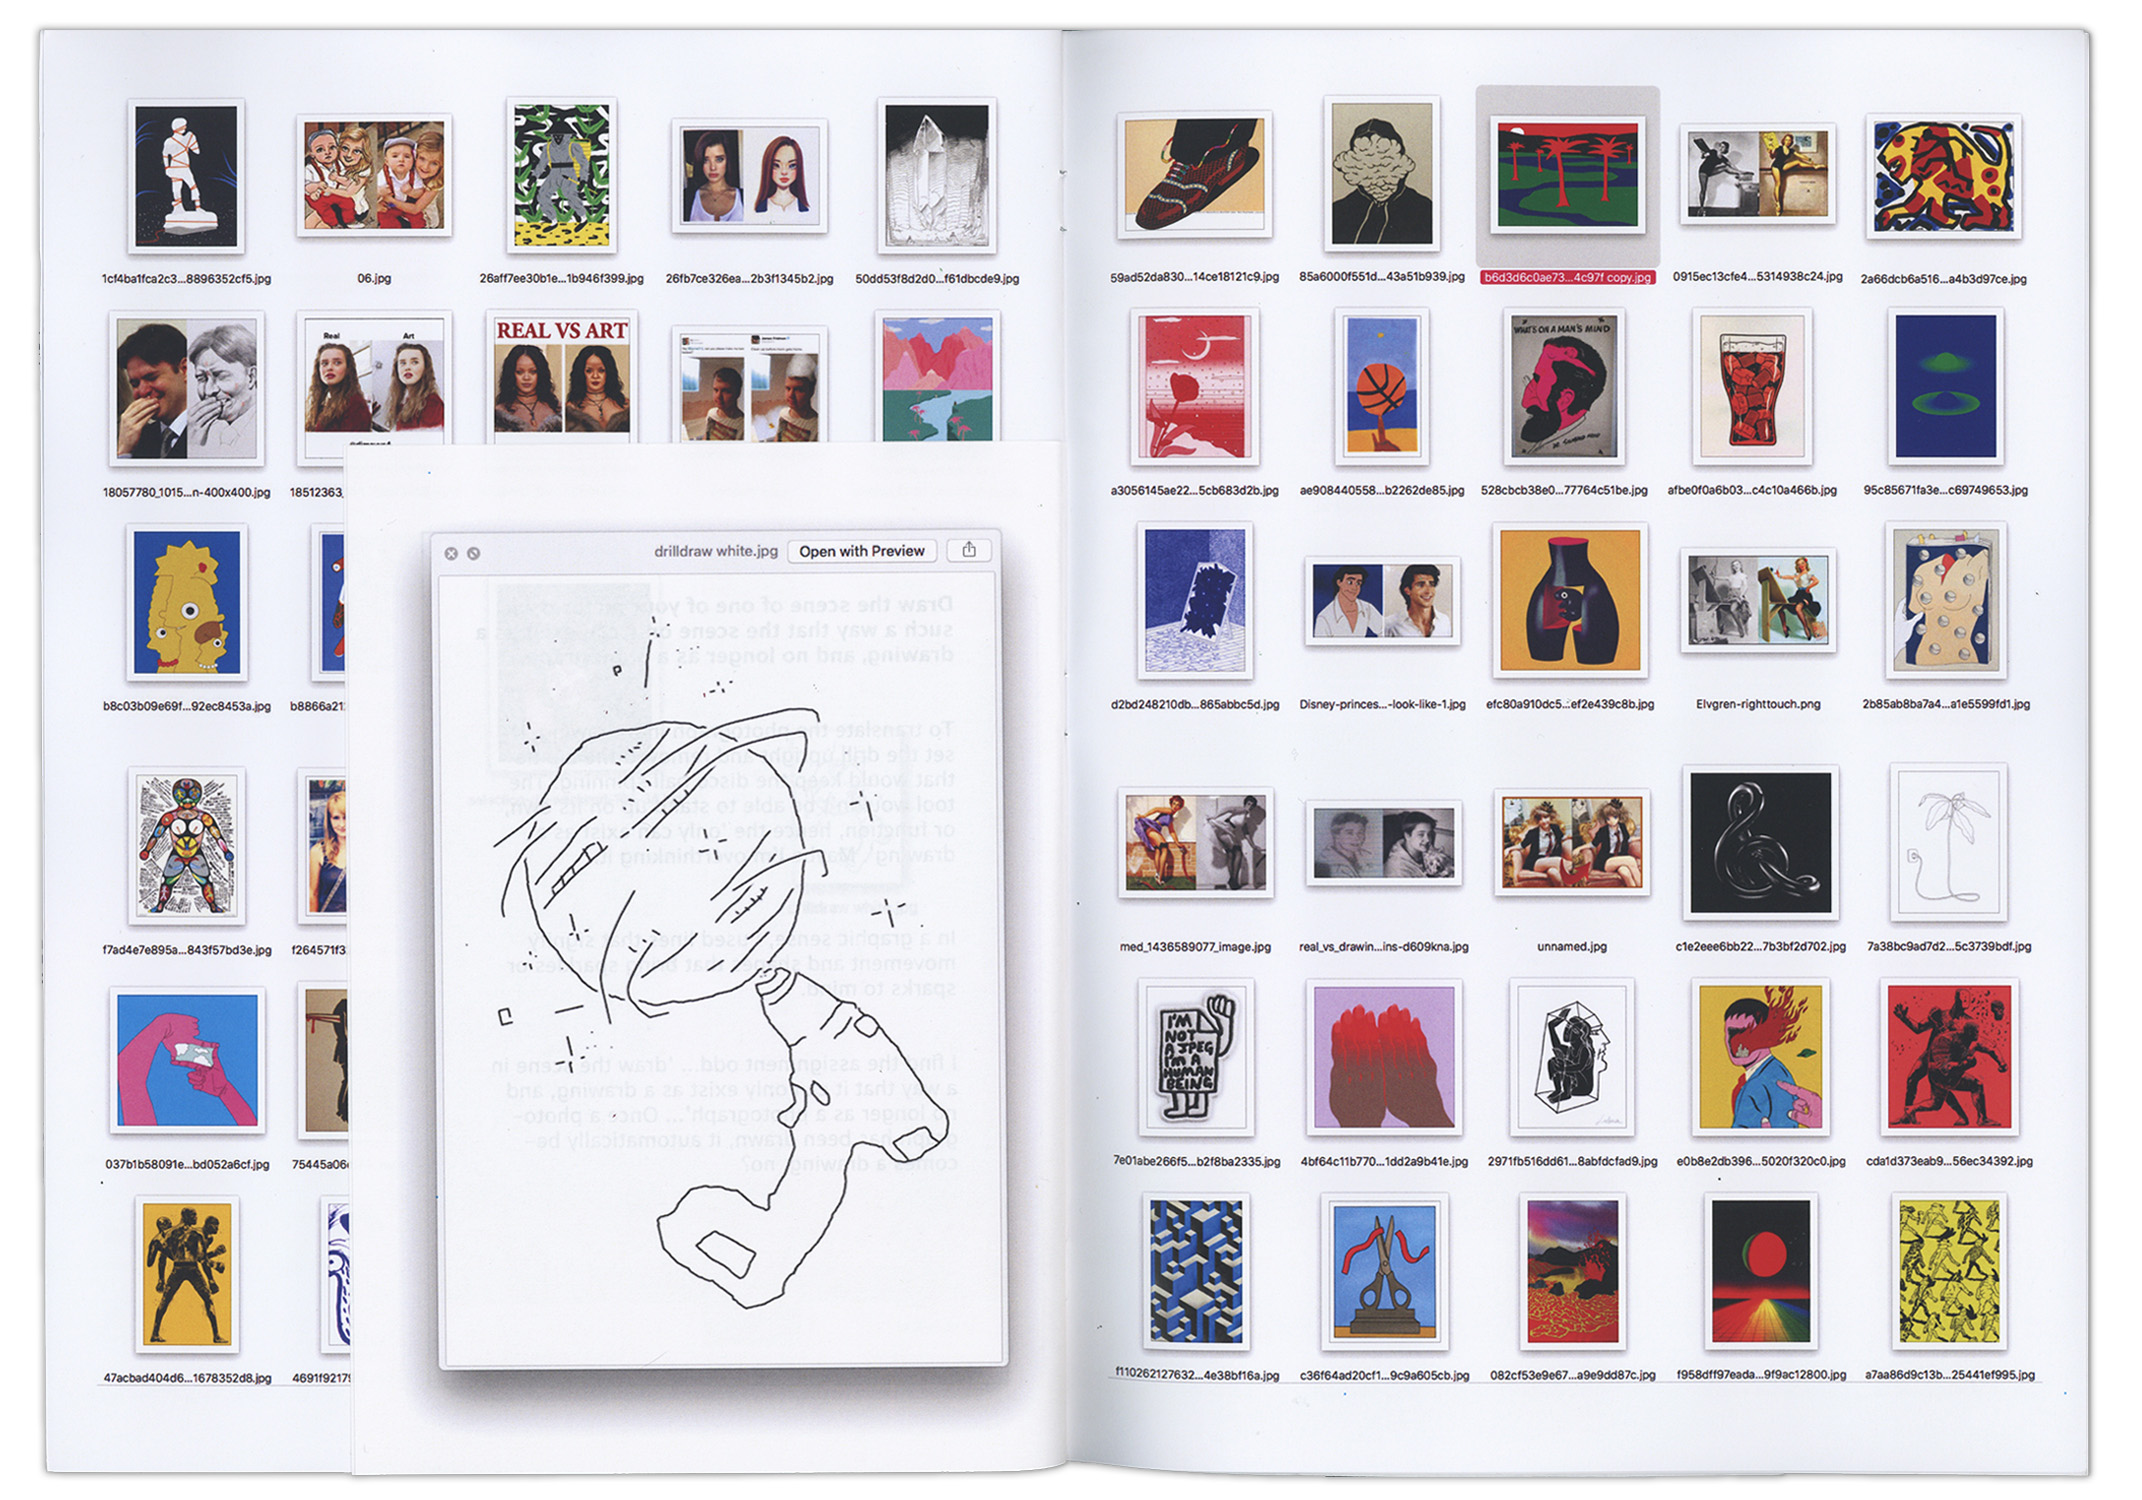 1cf4ba1fca2c3...8896352cf5.jpg
06.jpg
26aff7ee30b1e...1b946f399.jpg
26fb7ce326ea...2b3f1345b2.jpg
50dd53f8d2d0...f61dbcde9.jpg
Real Art
REAL VS ART
18057780_1015...n-400x400.jpg
18512363_
b8c03b09e69f...92ec8453a.jpg
b8866a21
f7ad4e7e895a...843f57bd3e.jpg
f264571f3
037b1b58091e...bd052a6cf.jpg
75445a06
47acbad404d6...1678352d8.jpg
4691f9217
drilldraw white.jpg
Open with Preview
59ad52da830...14ce18121c9.jpg
85a6000f551d...43a51b939.jpg
b6d3d6c0ae73...4c97f copy.jpg
0915ec13cfe4...5314938c24.jpg
2a66dcb6a516...a4b3d97ce.jpg
WHAT'S ON A MAN'S MIND
a3056145ae22...5cb683d2b.jpg
ae908440558...b2262de85.jpg
528cbcb38e0...77764c51be.jpg
afbe0f0a6b03...c4c10a466b.jpg
95c85671fa3e...c69749653.jpg
d2bd248210db...865abbc5d.jpg
Disney-princes...-look-like-1.jpg
efc80a910dc5...ef2e439c8b.jpg
Elvgren-righttouch.png
2b85ab8ba7a4...a1e5599fd1.jpg
med_1436589077_image.jpg
real_vs_drawin...ins-d609kna.jpg
unnamed.jpg
c1e2eee6bb22...7b3bf2d702.jpg
7a38bc9ad7d2...5c3739bdf.jpg
I'M
NOT
A JPEG
I'M A
HUMAN
BEING
7e01abe266f5...b2f8ba2335.jpg
4bf64c11b770...1dd2a9b41e.jpg
2971fb516dd61...8abfdcfad9.jpg
e0b8e2db396...5020f320c0.jpg
cda1d373eab9...56ec34392.jpg
f110262127632...4e38bf16a.jpg
c36f64ad20cf1...9c9a605cb.jpg
082cf53e9e67...a9e9dd87c.jpg
f958dff97eada...9f9ac12800.jpg
a7aa86d9c13b...25441ef995.jpg